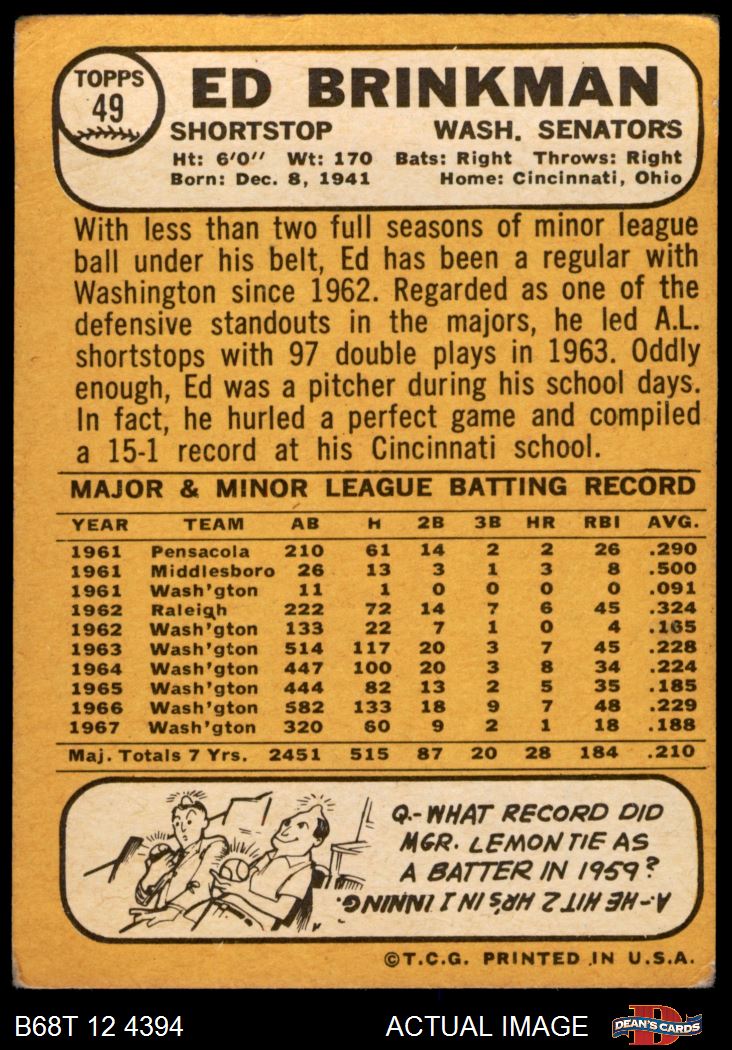 TOPPS
49
ED BRINKMAN
SHORTSTOP WASH. SENATORS
Ht: 6'0'' Wt: 170 Bats: Right Throws: Right
Born: Dec. 8, 1941 Home: Cincinnati, Ohio
With less than two full seasons of minor league
ball under his belt, Ed has been a regular with
Washington since 1962. Regarded as one of the
defensive standouts in the majors, he led A.L.
shortstops with 97 double plays in 1963. Oddly
enough, Ed was a pitcher during his school days.
In fact, he hurled a perfect game and compiled
a 15-1 record at his Cincinnati school.
MAJOR & MINOR LEAGUE BATTING RECORD
YEAR TEAM AB H 2B 3B HR RBI AVG.
1961 Pensacola 210 61 14 2 2 26 .290
1961 Middlesboro 26 13 3 1 3 8 .500
1961 Wash'gton 11 1 0 0 0 0 .091
1962 Raleigh 222 72 14 7 6 45 .324
1962 Wash'gton 133 22 7 1 0 4 .165
1963 Wash'gton 514 117 20 3 7 45 .228
1964 Wash'gton 447 100 20 3 8 34 .224
1965 Wash'gton 444 82 13 2 5 35 .185
1966 Wash'gton 582 133 18 9 7 48 .229
1967 Wash'gton 320 60 9 2 1 18 .188
Maj. Totals 7 Yrs. 2451 515 87 20 28 184 .210
Q.-WHAT RECORD DID
MGR. LEMON TIE AS
A BATTER IN 1959?
A.-HE HIT 2 HR'S IN 1 INNING.
©T.C.G. PRINTED IN U.S.A.
B68T 12 4394 ACTUAL IMAGE DEAN'S CARDS